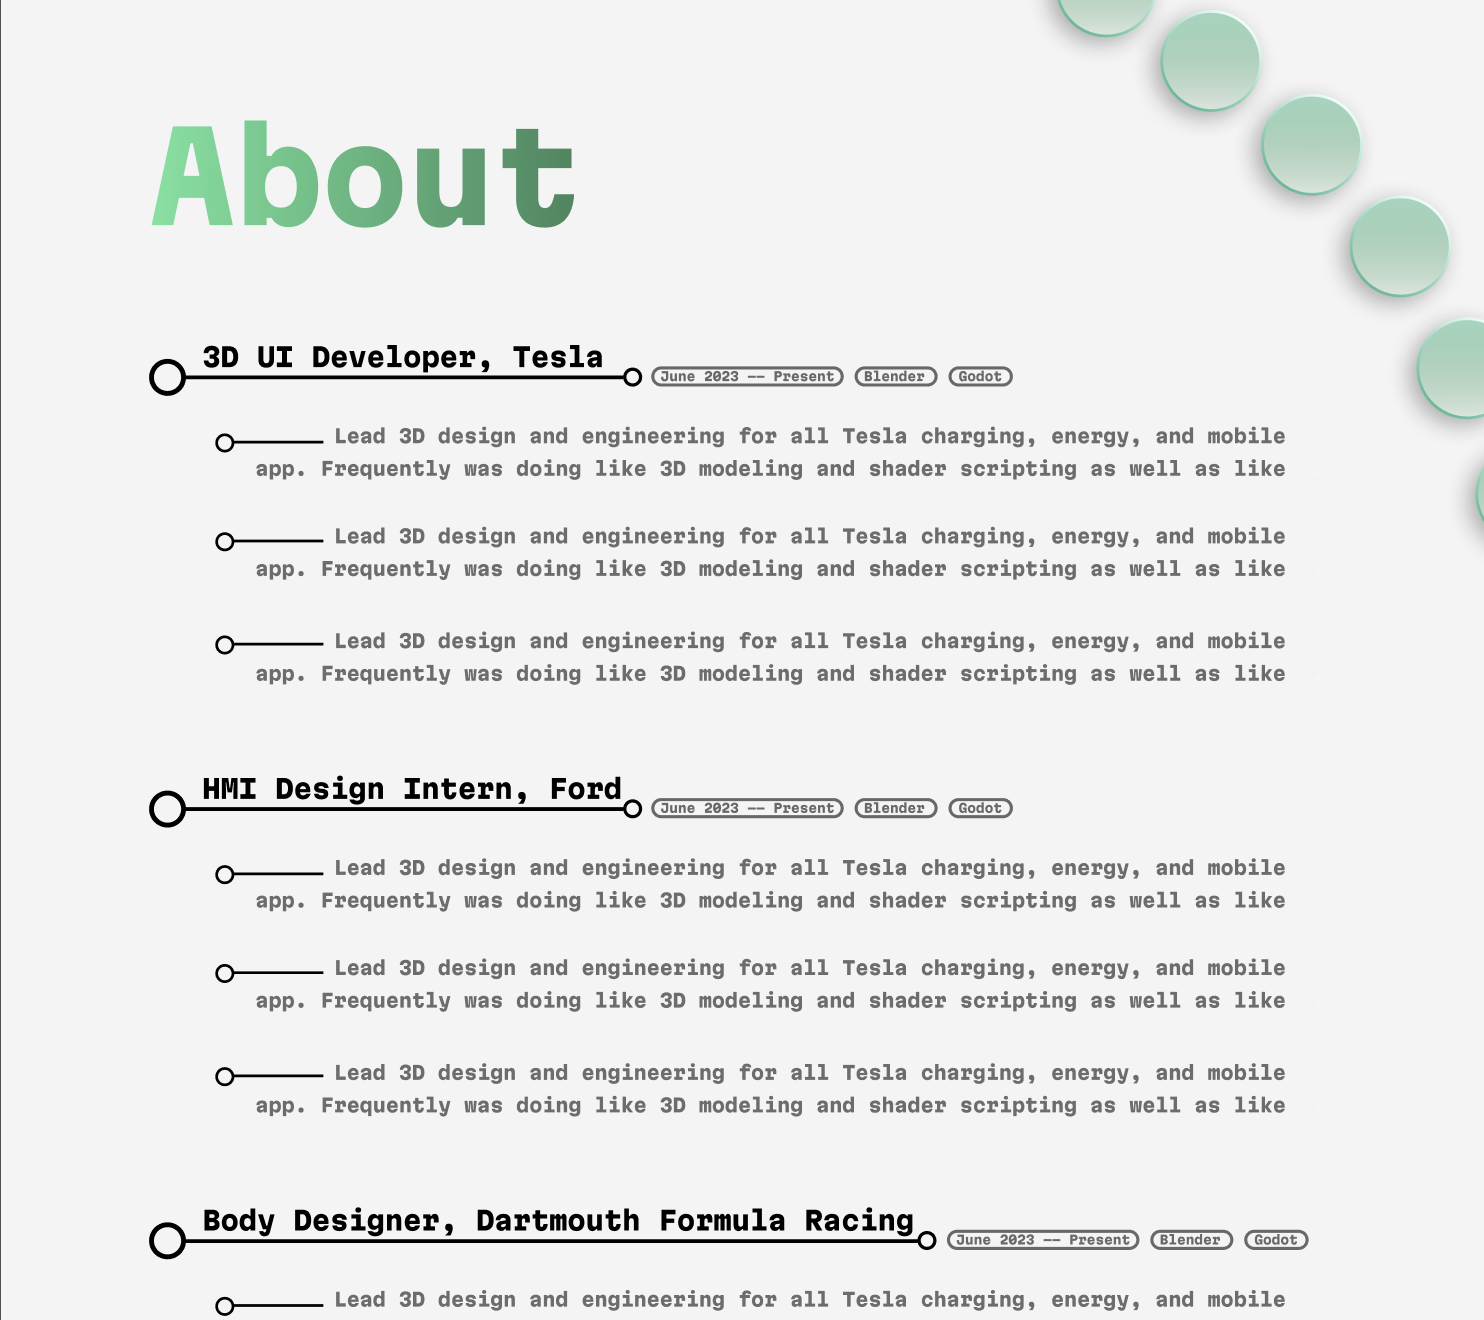 About
3D UI Developer, Tesla
June 2023 -- Present Blender Godot
Lead 3D design and engineering for all Tesla charging, energy, and mobile
app. Frequently was doing like 3D modeling and shader scripting as well as like
Lead 3D design and engineering for all Tesla charging, energy, and mobile
app. Frequently was doing like 3D modeling and shader scripting as well as like
Lead 3D design and engineering for all Tesla charging, energy, and mobile
app. Frequently was doing like 3D modeling and shader scripting as well as like
HMI Design Intern, Ford
June 2023 -- Present Blender Godot
Lead 3D design and engineering for all Tesla charging, energy, and mobile
app. Frequently was doing like 3D modeling and shader scripting as well as like
Lead 3D design and engineering for all Tesla charging, energy, and mobile
app. Frequently was doing like 3D modeling and shader scripting as well as like
Lead 3D design and engineering for all Tesla charging, energy, and mobile
app. Frequently was doing like 3D modeling and shader scripting as well as like
Body Designer, Dartmouth Formula Racing
June 2023 -- Present Blender Godot
Lead 3D design and engineering for all Tesla charging, energy, and mobile